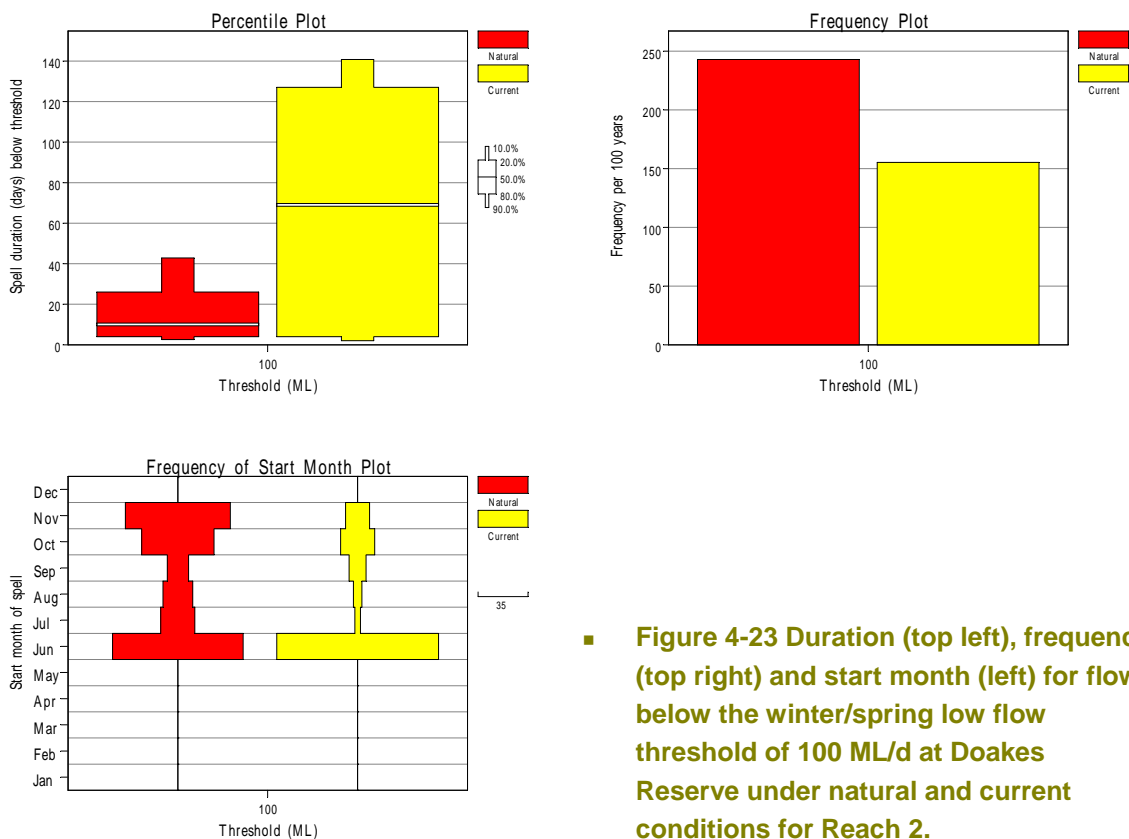 Percentile Plot
Spell duration (days) below threshold
140
120
100
80
60
40
20
0
100
Threshold (ML)
Natural
Current
10.0%
20.0%
50.0%
80.0%
90.0%
Frequency Plot
Frequency per 100 years
250
200
150
100
50
0
100
Threshold (ML)
Natural
Current
Frequency of Start Month Plot
Start month of spell
Dec
Nov
Oct
Sep
Aug
Jul
Jun
May
Apr
Mar
Feb
Jan
100
Threshold (ML)
Natural
Current
35
Figure 4-23 Duration (top left), frequenc
(top right) and start month (left) for flow
below the winter/spring low flow
threshold of 100 ML/d at Doakes
Reserve under natural and current
conditions for Reach 2.